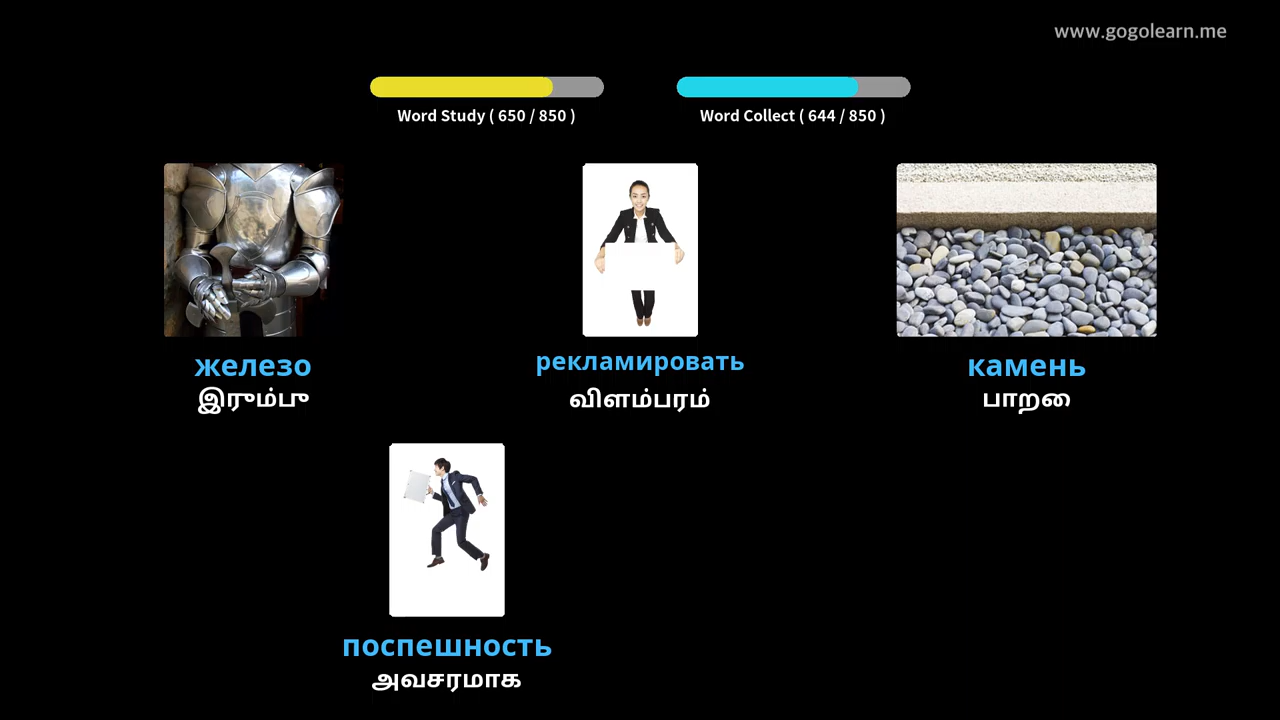 www.gogolearn.me
Word Study ( 650 / 850 )
Word Collect ( 644 / 850 )
железо
இரும்பு
рекламировать
விளம்பரம்
камень
பாறை
поспешность
அவசரமாக